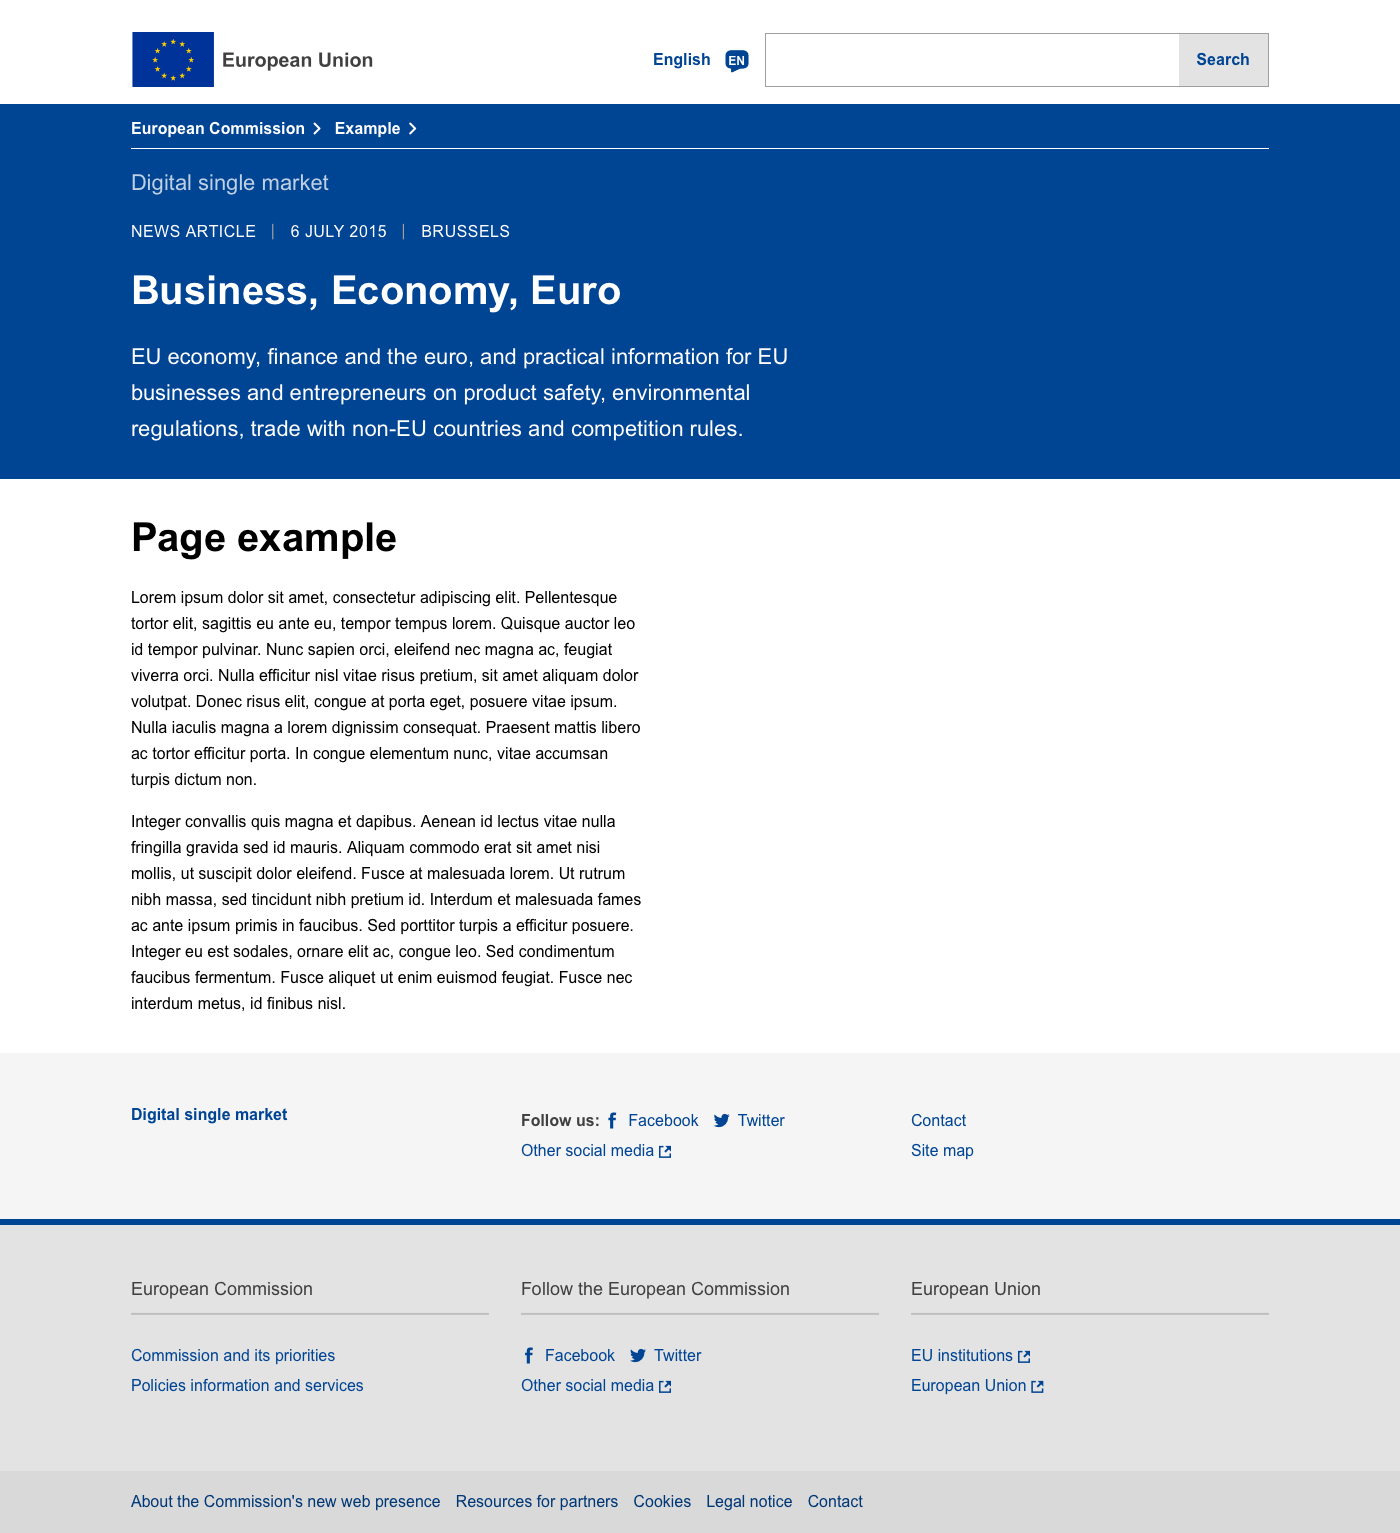 European Union
English
EN
Search
European Commission
Example
Digital single market
NEWS ARTICLE | 6 JULY 2015 | BRUSSELS
Business, Economy, Euro
EU economy, finance and the euro, and practical information for EU
businesses and entrepreneurs on product safety, environmental
regulations, trade with non-EU countries and competition rules.
Page example
Lorem ipsum dolor sit amet, consectetur adipiscing elit. Pellentesque
tortor elit, sagittis eu ante eu, tempor tempus lorem. Quisque auctor leo
id tempor pulvinar. Nunc sapien orci, eleifend nec magna ac, feugiat
viverra orci. Nulla efficitur nisl vitae risus pretium, sit amet aliquam dolor
volutpat. Donec risus elit, congue at porta eget, posuere vitae ipsum.
Nulla iaculis magna a lorem dignissim consequat. Praesent mattis libero
ac tortor efficitur porta. In congue elementum nunc, vitae accumsan
turpis dictum non.
Integer convallis quis magna et dapibus. Aenean id lectus vitae nulla
fringilla gravida sed id mauris. Aliquam commodo erat sit amet nisi
mollis, ut suscipit dolor eleifend. Fusce at malesuada lorem. Ut rutrum
nibh massa, sed tincidunt nibh pretium id. Interdum et malesuada fames
ac ante ipsum primis in faucibus. Sed porttitor turpis a efficitur posuere.
Integer eu est sodales, ornare elit ac, congue leo. Sed condimentum
faucibus fermentum. Fusce aliquet ut enim euismod feugiat. Fusce nec
interdum metus, id finibus nisl.
Digital single market
Follow us: Facebook Twitter
Other social media
Contact
Site map
European Commission
Commission and its priorities
Policies information and services
Follow the European Commission
Facebook Twitter
Other social media
European Union
EU institutions
European Union
About the Commission's new web presence Resources for partners Cookies Legal notice Contact